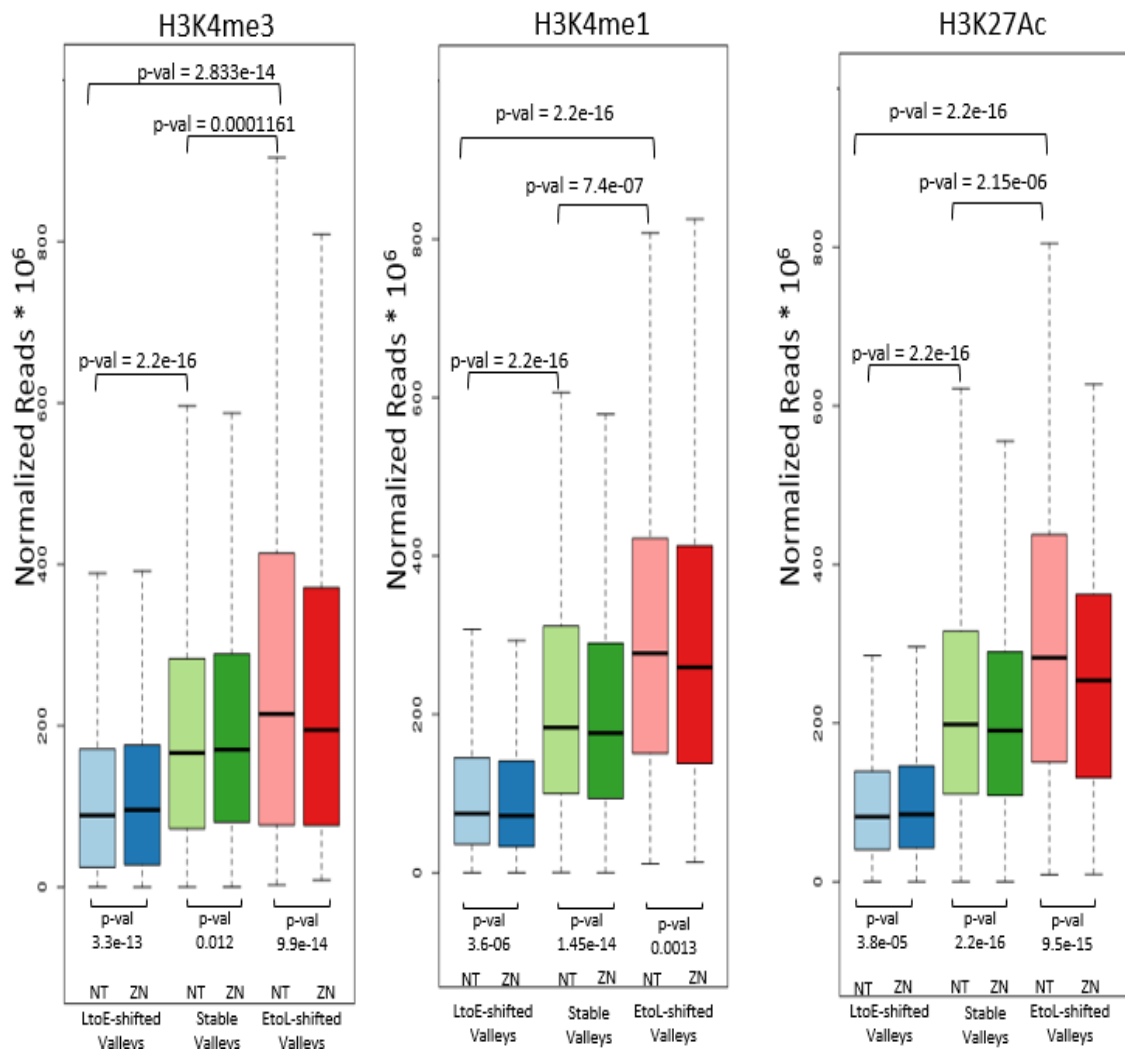 H3K4me3
p-val = 2.833e-14
p-val = 0.0001161
p-val = 2.2e-16
Normalized Reads * 10⁶
800
600
400
200
0
p-val
3.3e-13
p-val
0.012
p-val
9.9e-14
NT ZN NT ZN NT ZN
LtoE-shifted
Valleys
Stable
Valleys
EtoL-shifted
Valleys
H3K4me1
p-val = 2.2e-16
p-val = 7.4e-07
p-val = 2.2e-16
Normalized Reads * 10⁶
800
600
400
200
0
p-val
3.6-06
p-val
1.45e-14
p-val
0.0013
NT ZN NT ZN NT ZN
LtoE-shifted
Valleys
Stable
Valleys
EtoL-shifted
Valleys
H3K27Ac
p-val = 2.2e-16
p-val = 2.15e-06
p-val = 2.2e-16
Normalized Reads * 10⁶
800
600
400
200
0
p-val
3.8e-05
p-val
2.2e-16
p-val
9.5e-15
NT ZN NT ZN NT ZN
LtoE-shifted
Valleys
Stable
Valleys
EtoL-shifted
Valleys